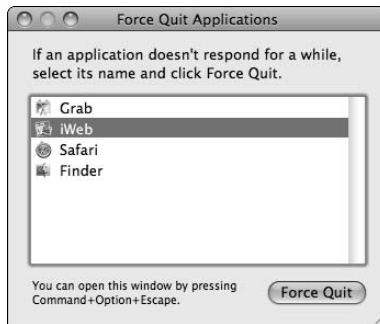 Force Quit Applications
If an application doesn't respond for a while,
select its name and click Force Quit.
Grab
iWeb
Safari
Finder
You can open this window by pressing
Command+Option+Escape.
Force Quit